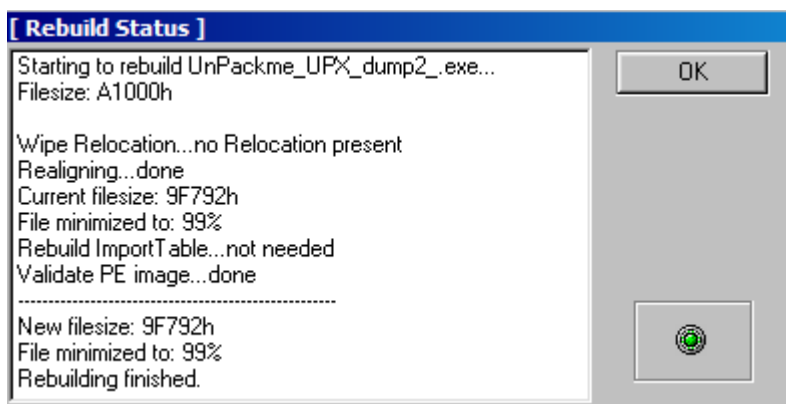 [ Rebuild Status ]
Starting to rebuild UnPackme_UPX_dump2_.exe...
Filesize: A1000h
Wipe Relocation...no Relocation present
Realigning...done
Current filesize: 9F792h
File minimized to: 99%
Rebuild ImportTable...not needed
Validate PE image...done
----------------------------------------------------
New filesize: 9F792h
File minimized to: 99%
Rebuilding finished.
OK